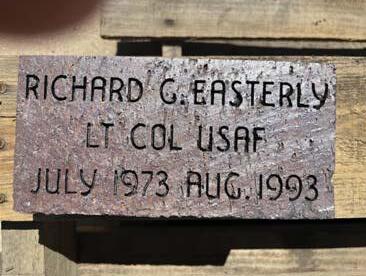 RICHARD G. EASTERLY
LT COL USAF
JULY 1973 AUG. 1993